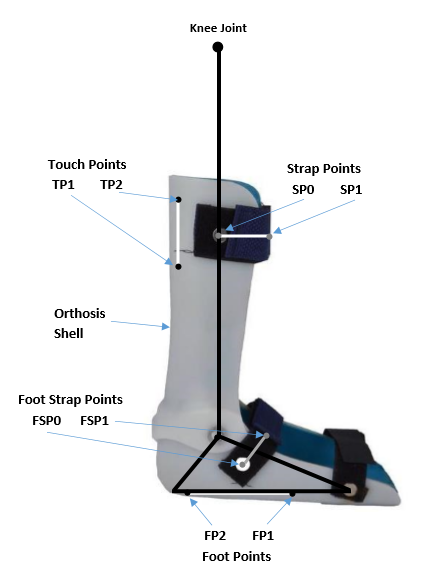 Knee Joint
Touch Points
TP1 TP2
Strap Points
SP0 SP1
Orthosis
Shell
Foot Strap Points
FSP0 FSP1
FP2 FP1
Foot Points